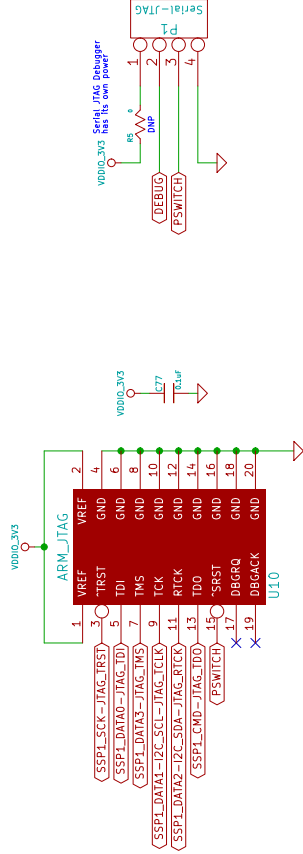 Serial-JTAG
P1
1
2
3
4
Serial JTAG Debugger
has its own power
0
R5
DNP
VDDIO_3V3
DEBUG
PSWITCH
VDDIO_3V3
C77
0.1uF
VDDIO_3V3
ARM_JTAG
U10
2
4
6
8
10
12
14
16
18
20
VREF
GND
GND
GND
GND
GND
GND
GND
GND
GND
VREF
^TRST
TDI
TMS
TCK
RTCK
TDO
^SRST
DBGRQ
DBGACK
1
3
5
7
9
11
13
15
17
19
SSP1_SCK-JTAG_TRST
SSP1_DATA0-JTAG_TDI
SSP1_DATA3-JTAG_TMS
SSP1_DATA1-I2C_SCL-JTAG_TCLK
SSP1_DATA2-I2C_SDA-JTAG_RTCK
SSP1_CMD-JTAG_TDO
PSWITCH